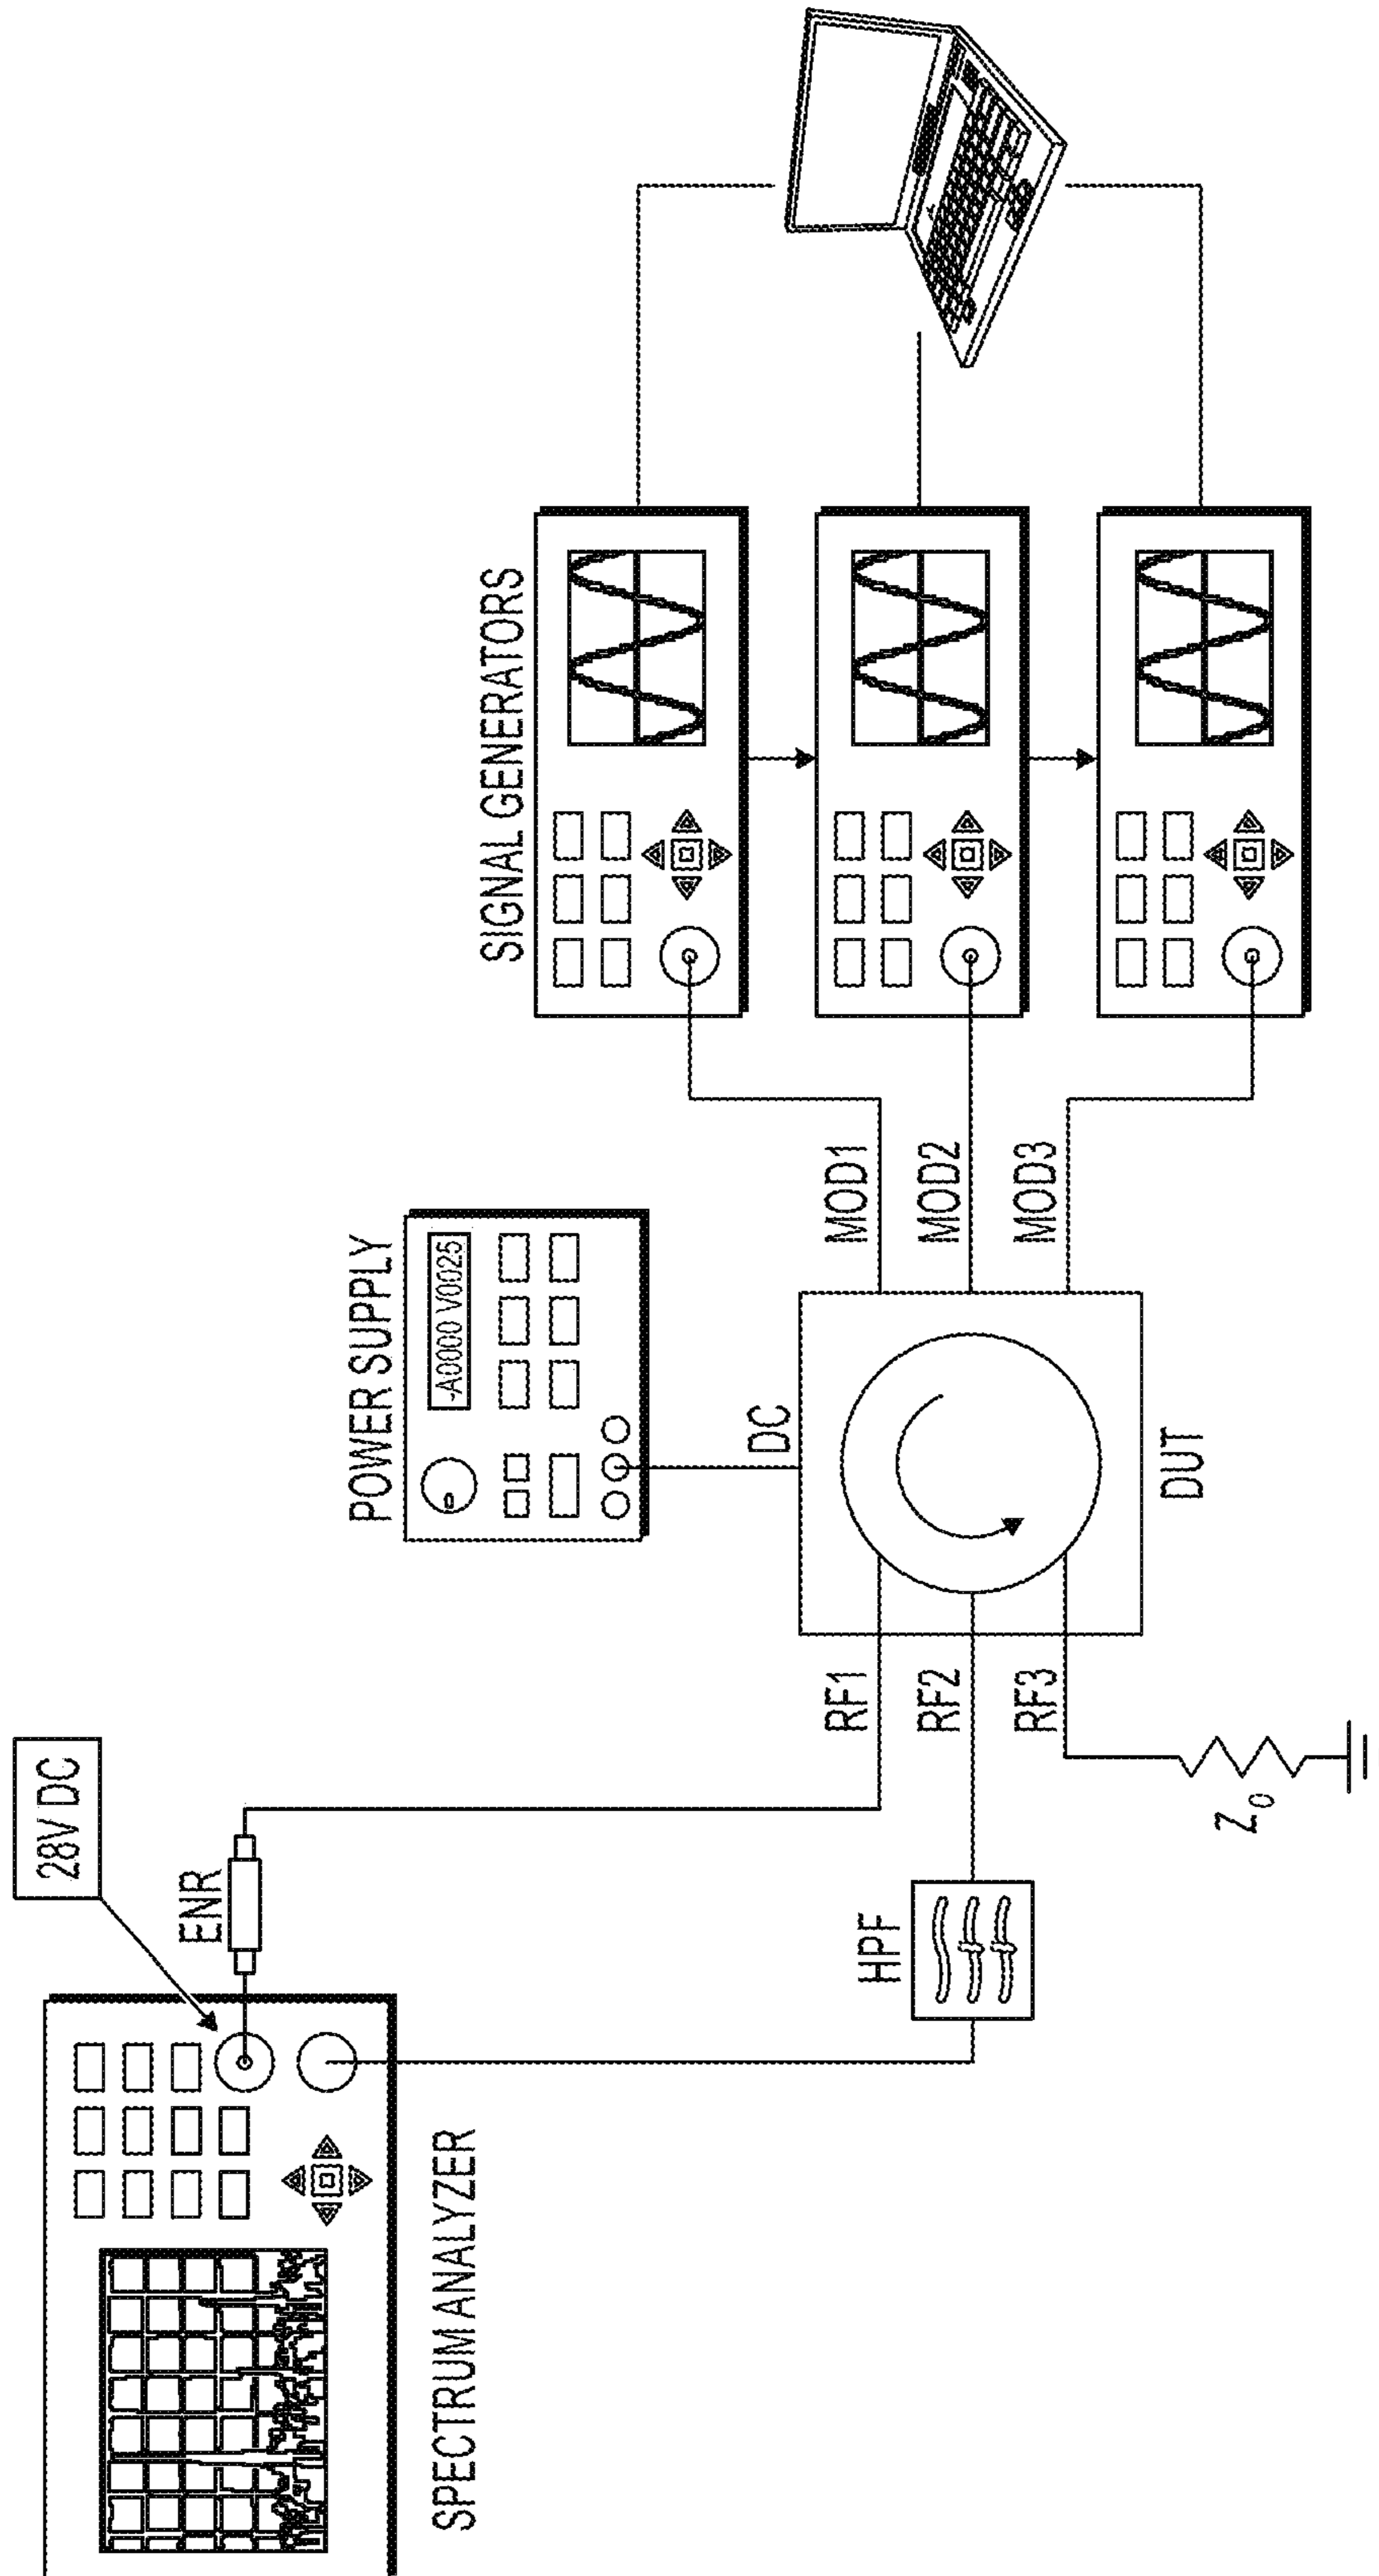 28V DC
ENR
SPECTRUM ANALYZER
HPF
POWER SUPPLY
-A0000 V0025
DC
RF1
RF2
RF3
Z0
DUT
MOD1
MOD2
MOD3
SIGNAL GENERATORS